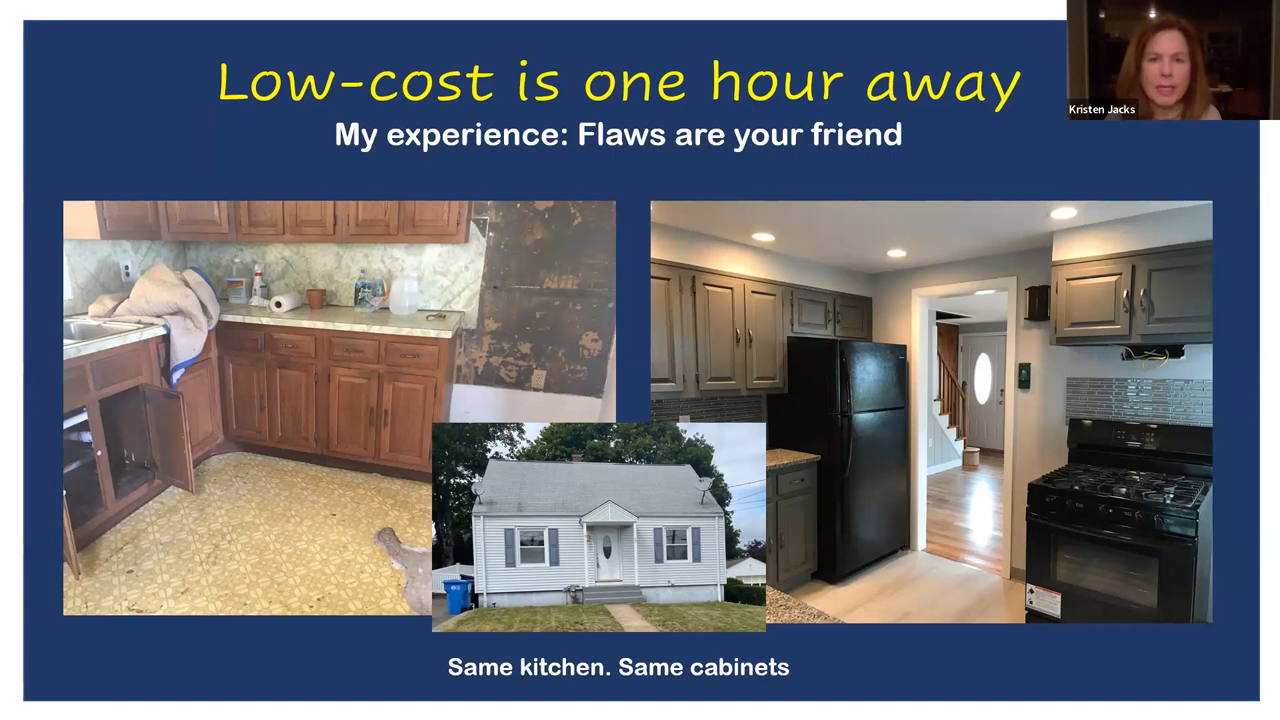 Low-cost is one hour away
My experience: Flaws are your friend
Kristen Jacks
Same kitchen. Same cabinets